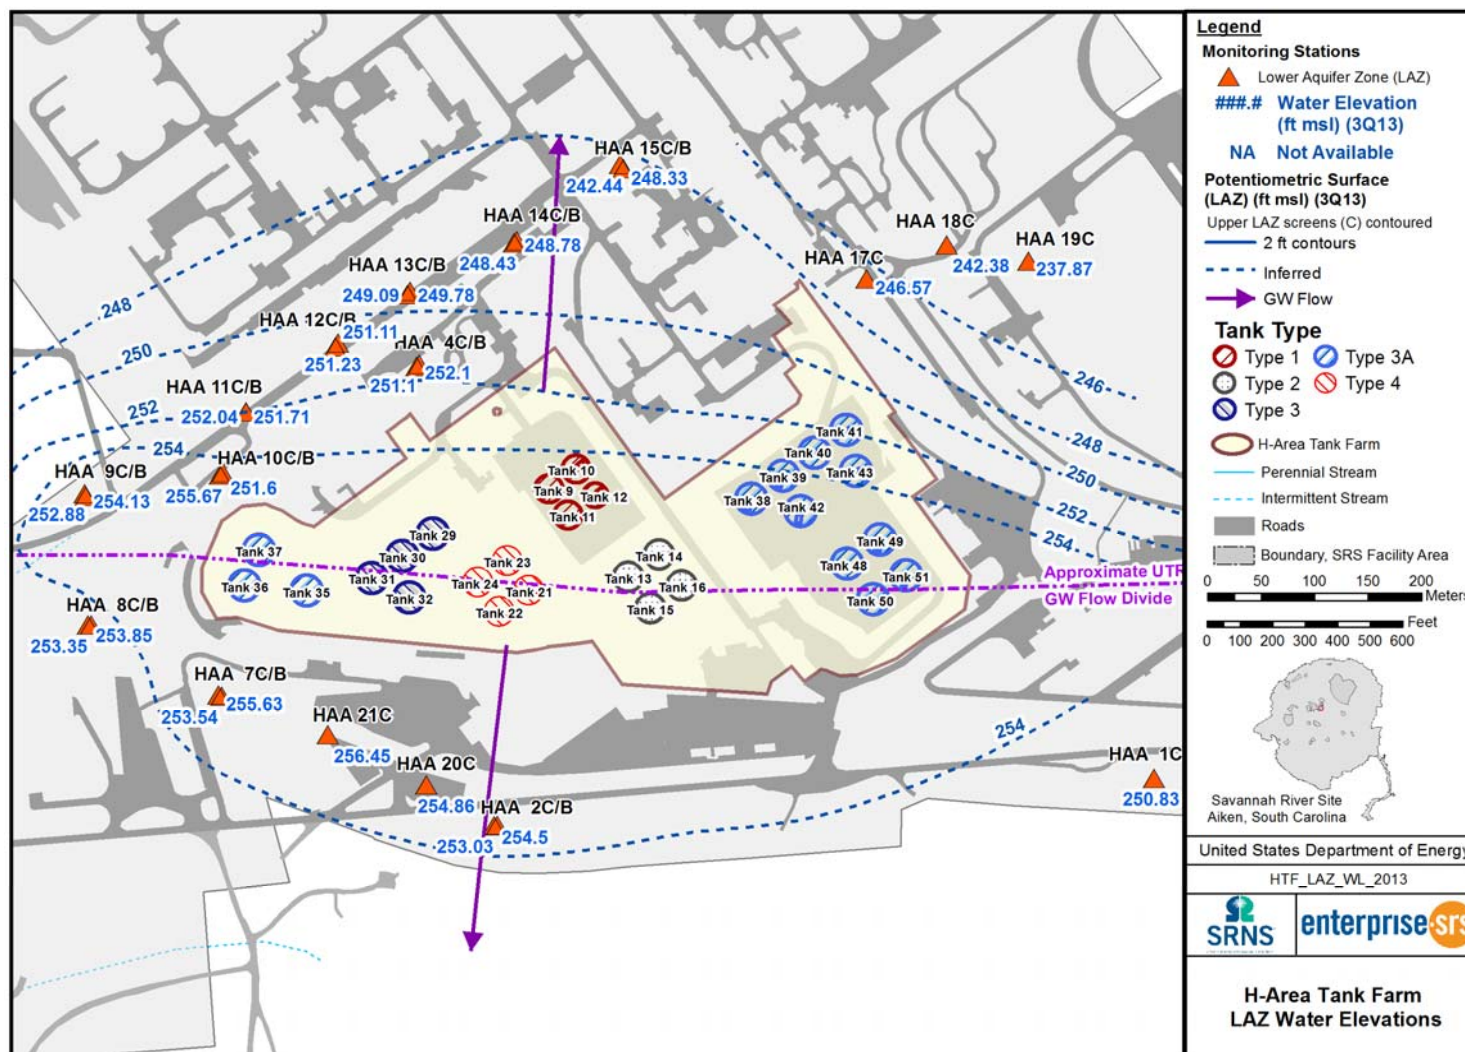 HAA 15C/B
242.44 248.33
HAA 14C/B
248.43 248.78
HAA 18C
242.38
HAA 19C
237.87
HAA 17C
246.57
HAA 13C/B
249.09 249.78
HAA 12C/B
251.11
251.23
HAA 4C/B
251.1 252.1
HAA 11C/B
252.04 251.71
HAA 10C/B
255.67 251.6
HAA 9C/B
252.88 254.13
248
250
252
254
246
248
250
252
254
Tank 41
Tank 40
Tank 43
Tank 39
Tank 38
Tank 42
Tank 10
Tank 9
Tank 12
Tank 11
Tank 49
Tank 48
Tank 51
Tank 50
Tank 29
Tank 37
Tank 30
Tank 31
Tank 36
Tank 35
Tank 32
Tank 23
Tank 24
Tank 21
Tank 22
Tank 14
Tank 13
Tank 16
Tank 15
Approximate UTR
GW Flow Divide
HAA 8C/B
253.35 253.85
HAA 7C/B
253.54 255.63
HAA 21C
256.45
HAA 20C
254.86
HAA 2C/B
253.03 254.5
254
HAA 1C
250.83
Legend
Monitoring Stations
Lower Aquifer Zone (LAZ)
###.# Water Elevation
(ft msl) (3Q13)
NA Not Available
Potentiometric Surface
(LAZ) (ft msl) (3Q13)
Upper LAZ screens (C) contoured
2 ft contours
Inferred
GW Flow
Tank Type
Type 1 Type 3A
Type 2 Type 4
Type 3
H-Area Tank Farm
Perennial Stream
Intermittent Stream
Roads
Boundary, SRS Facility Area
0 50 100 150 200
Meters
Feet
0 100 200 300 400 600
Savannah River Site
Aiken, South Carolina
United States Department of Energy
HTF_LAZ_WL_2013
SRNS
enterprise·srs
H-Area Tank Farm
LAZ Water Elevations